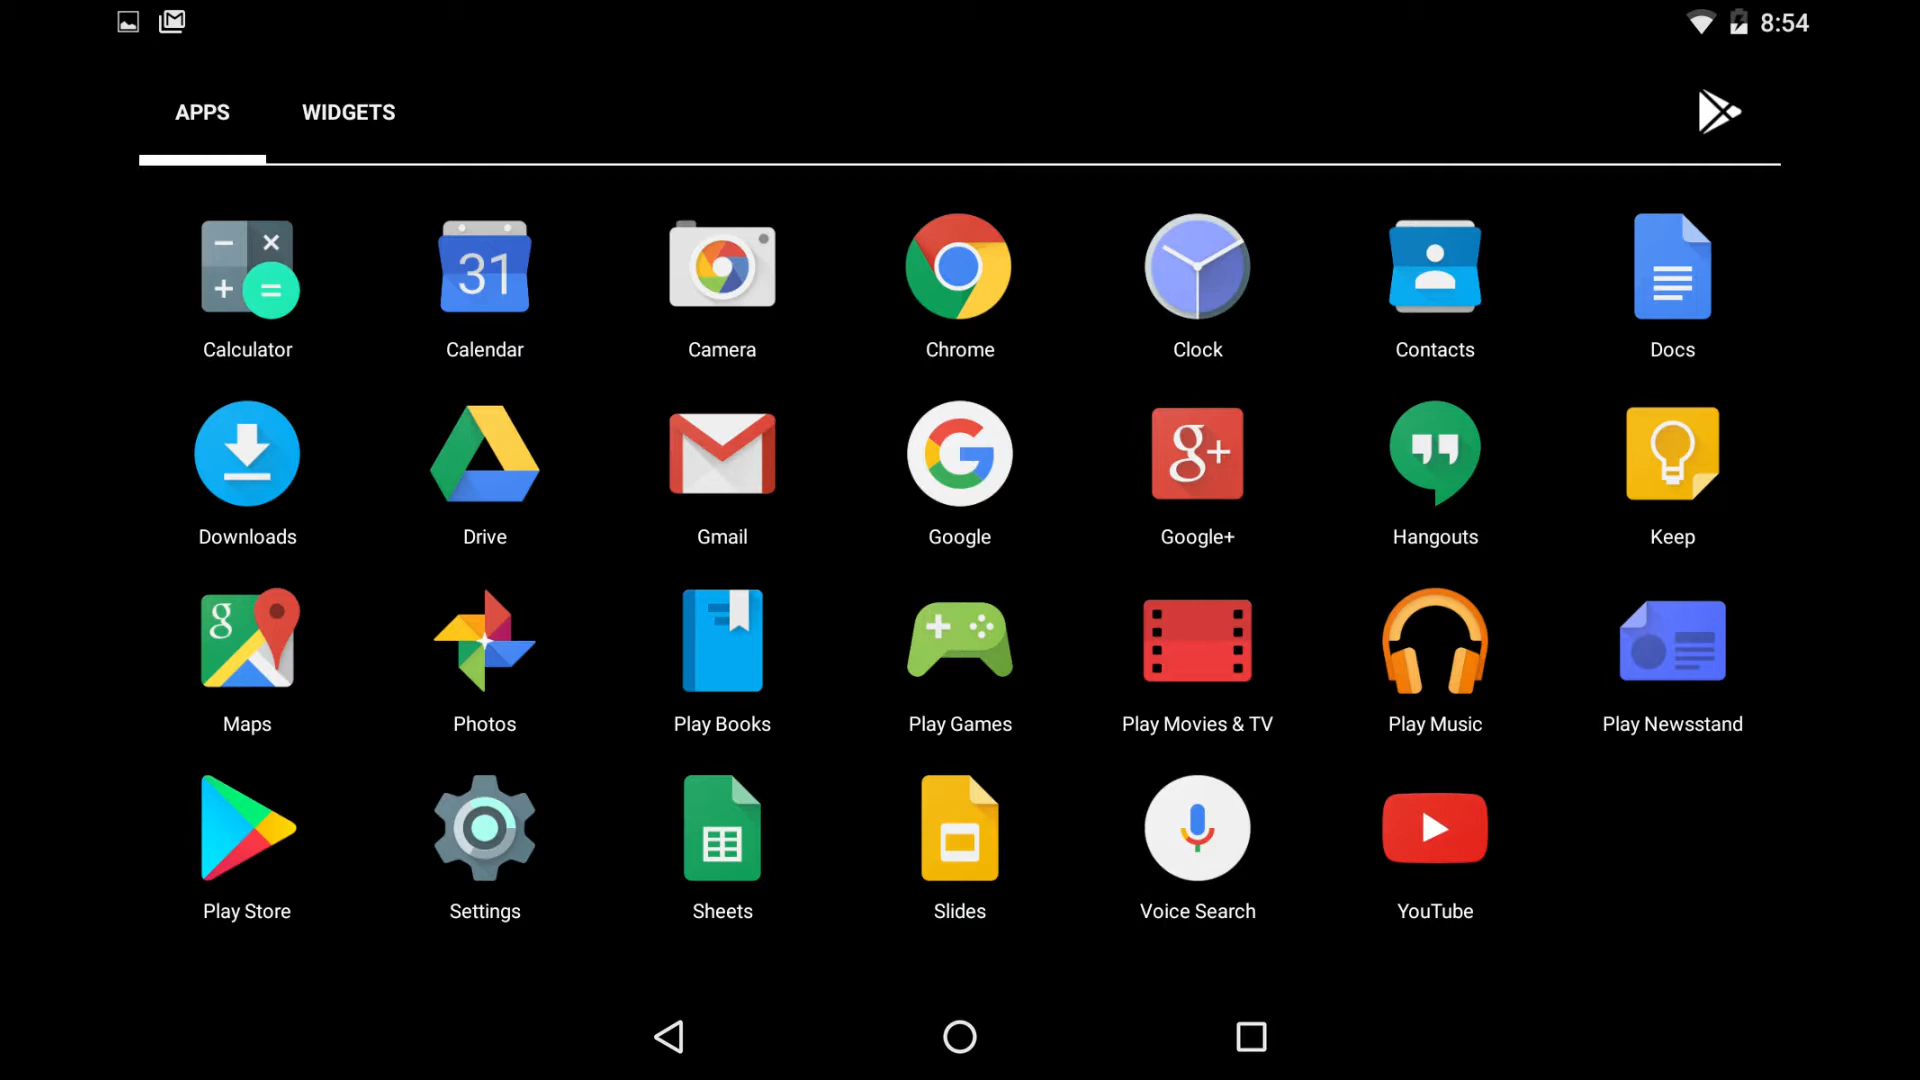 8:54
APPS WIDGETS
31
Calculator Calendar Camera Chrome Clock Contacts Docs
G g+
Downloads Drive Gmail Google Google+ Hangouts Keep
g
Maps Photos Play Books Play Games Play Movies & TV Play Music Play Newsstand
Play Store Settings Sheets Slides Voice Search YouTube